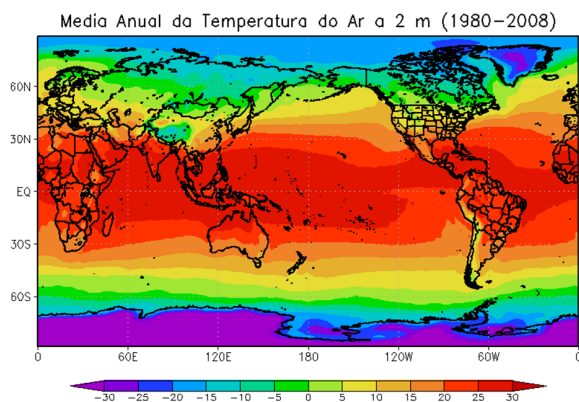 Media Anual da Temperatura do Ar a 2 m (1980−2008)
60N
30N
EQ
30S
60S
0 60E 120E 180 120W 60W 0
−30 −25 −20 −15 −10 −5 0 5 10 15 20 25 30